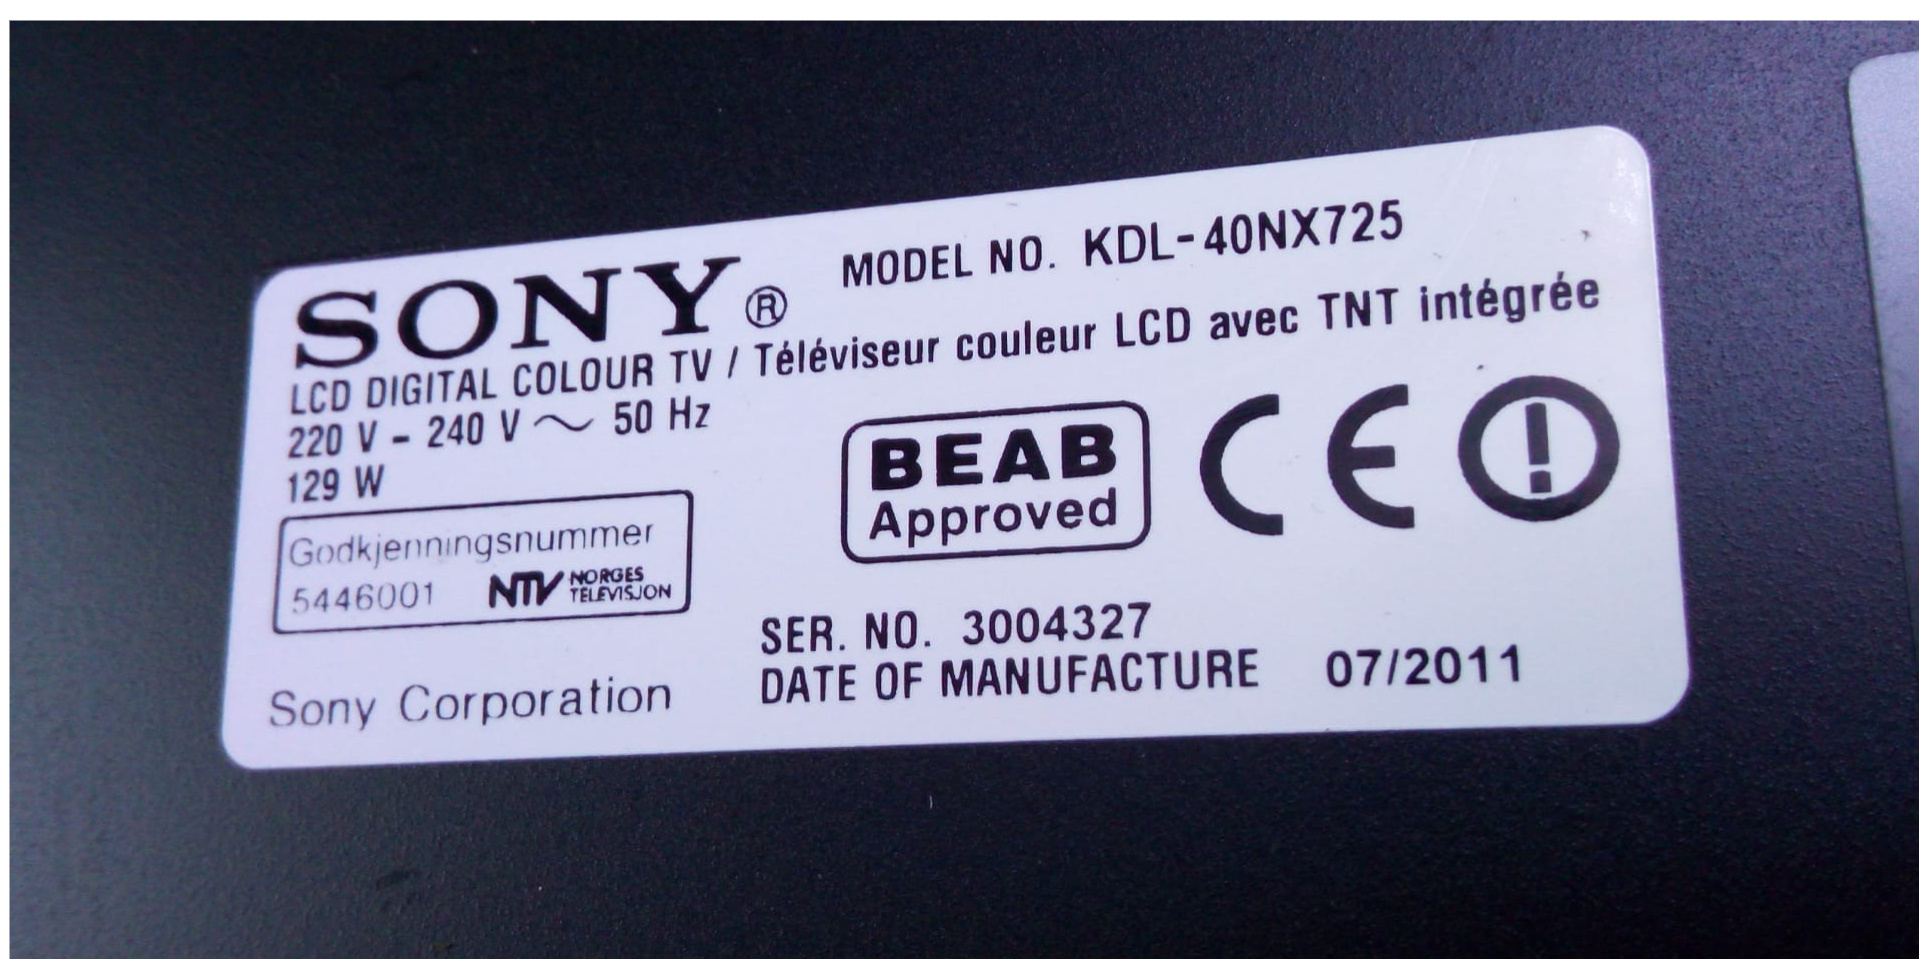 SONY® MODEL NO. KDL-40NX725
LCD DIGITAL COLOUR TV / Téléviseur couleur LCD avec TNT intégrée
220 V - 240 V ~ 50 Hz
129 W
BEAB
Approved
CE
Godkjenningsnummer
5446001 NTV NORGES
TELEVISJON
SER. NO. 3004327
DATE OF MANUFACTURE 07/2011
Sony Corporation